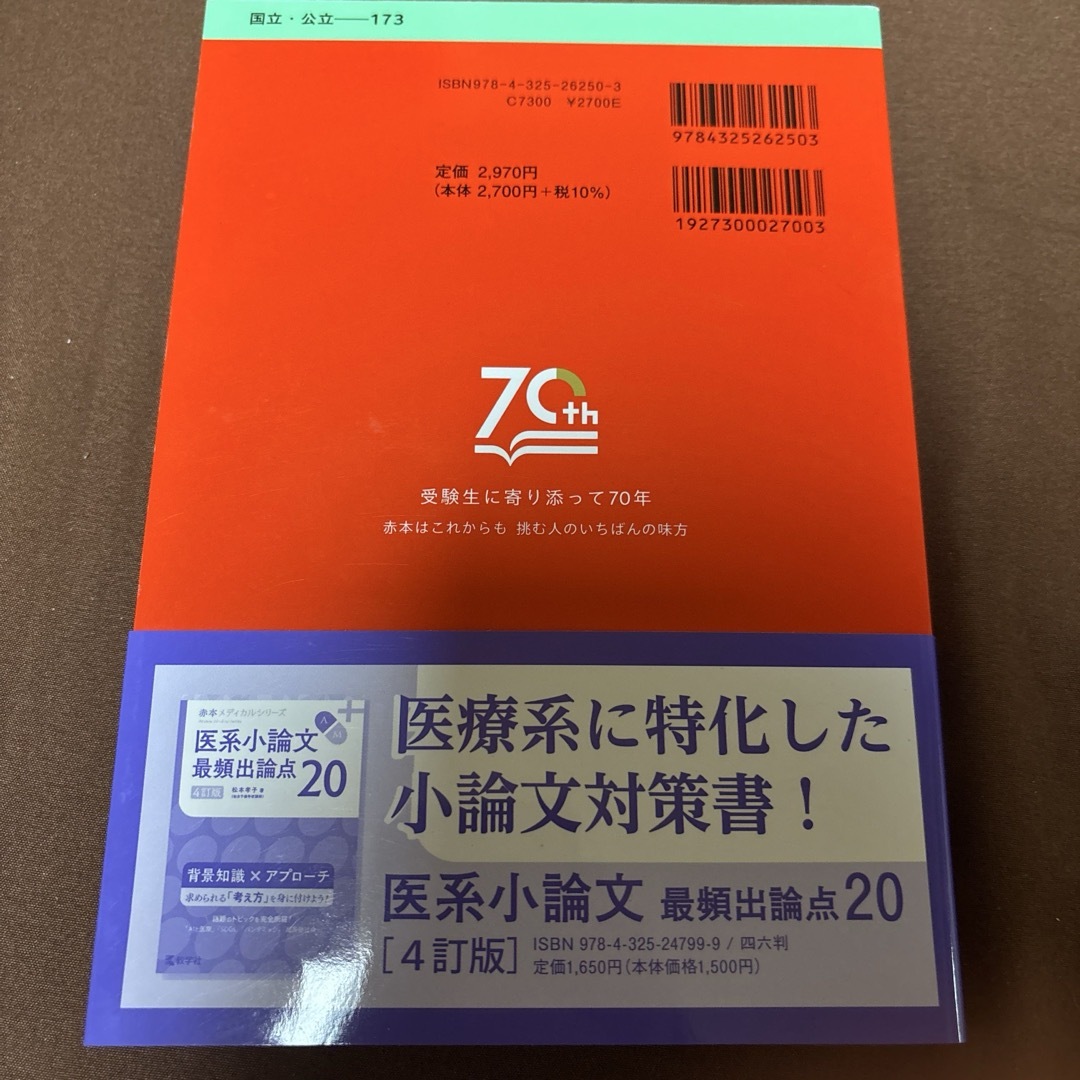 国立・公立――173
ISBN978-4-325-26250-3
C7300 ¥2700E
9784325262503
定価 2,970円
(本体 2,700円+税10%)
1927300027003
70th
受験生に寄り添って70年
赤本はこれからも 挑む人のいちばんの味方
赤本メディカルシリーズ
医系小論文
最頻出論点20
4訂版
松本孝子 著
背景知識×アプローチ
求められる「考え方」を身に付けよう!
教学社
医療系に特化した
小論文対策書!
医系小論文 最頻出論点20
[4訂版] ISBN 978-4-325-24799-9 / 四六判
定価1,650円(本体価格1,500円)